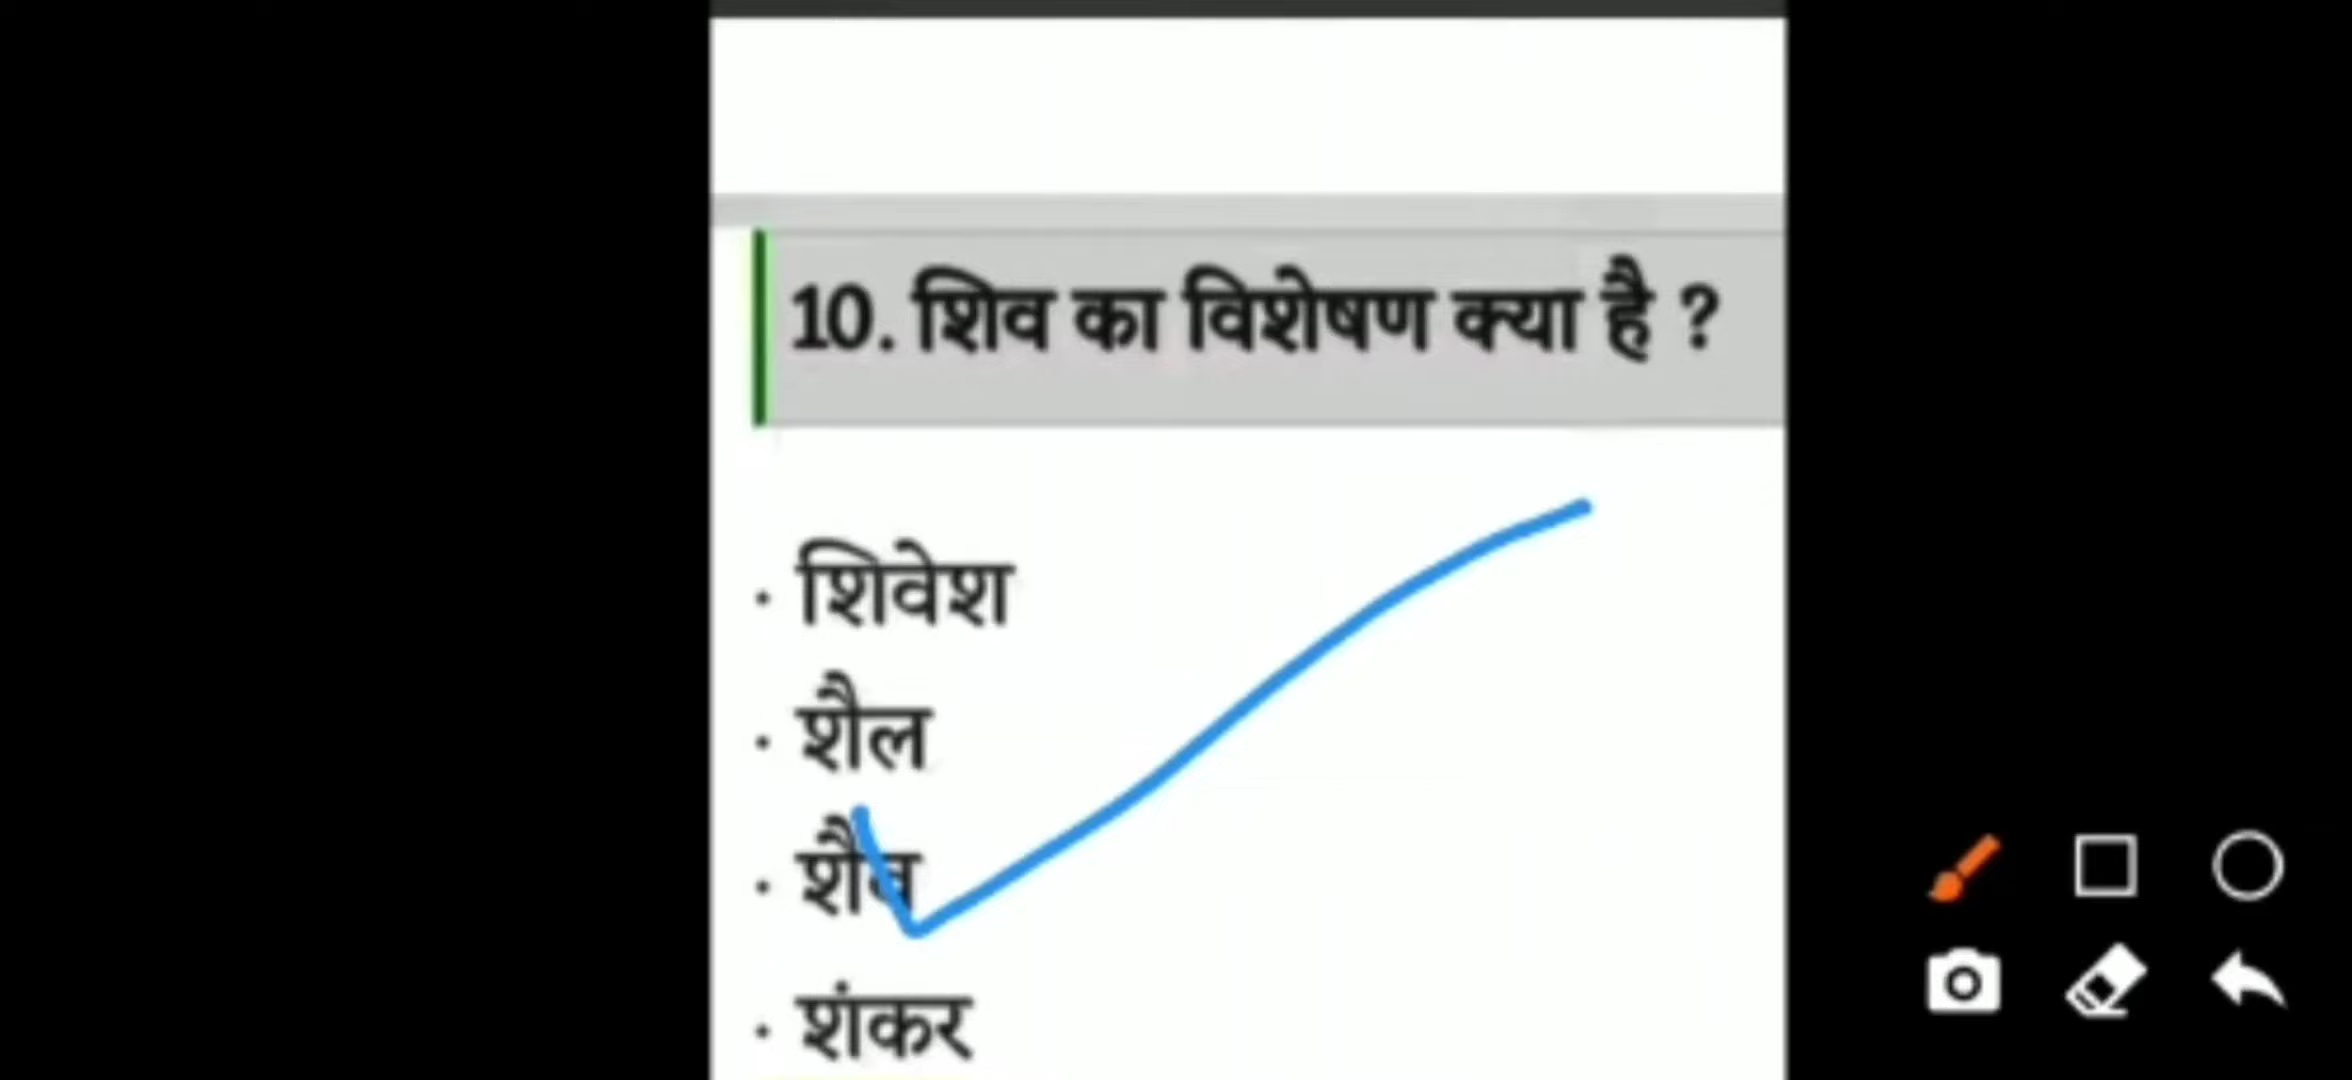 10. शिव का विशेषण क्या है ?
· शिवेश
· शैल
· शैव
· शंकर